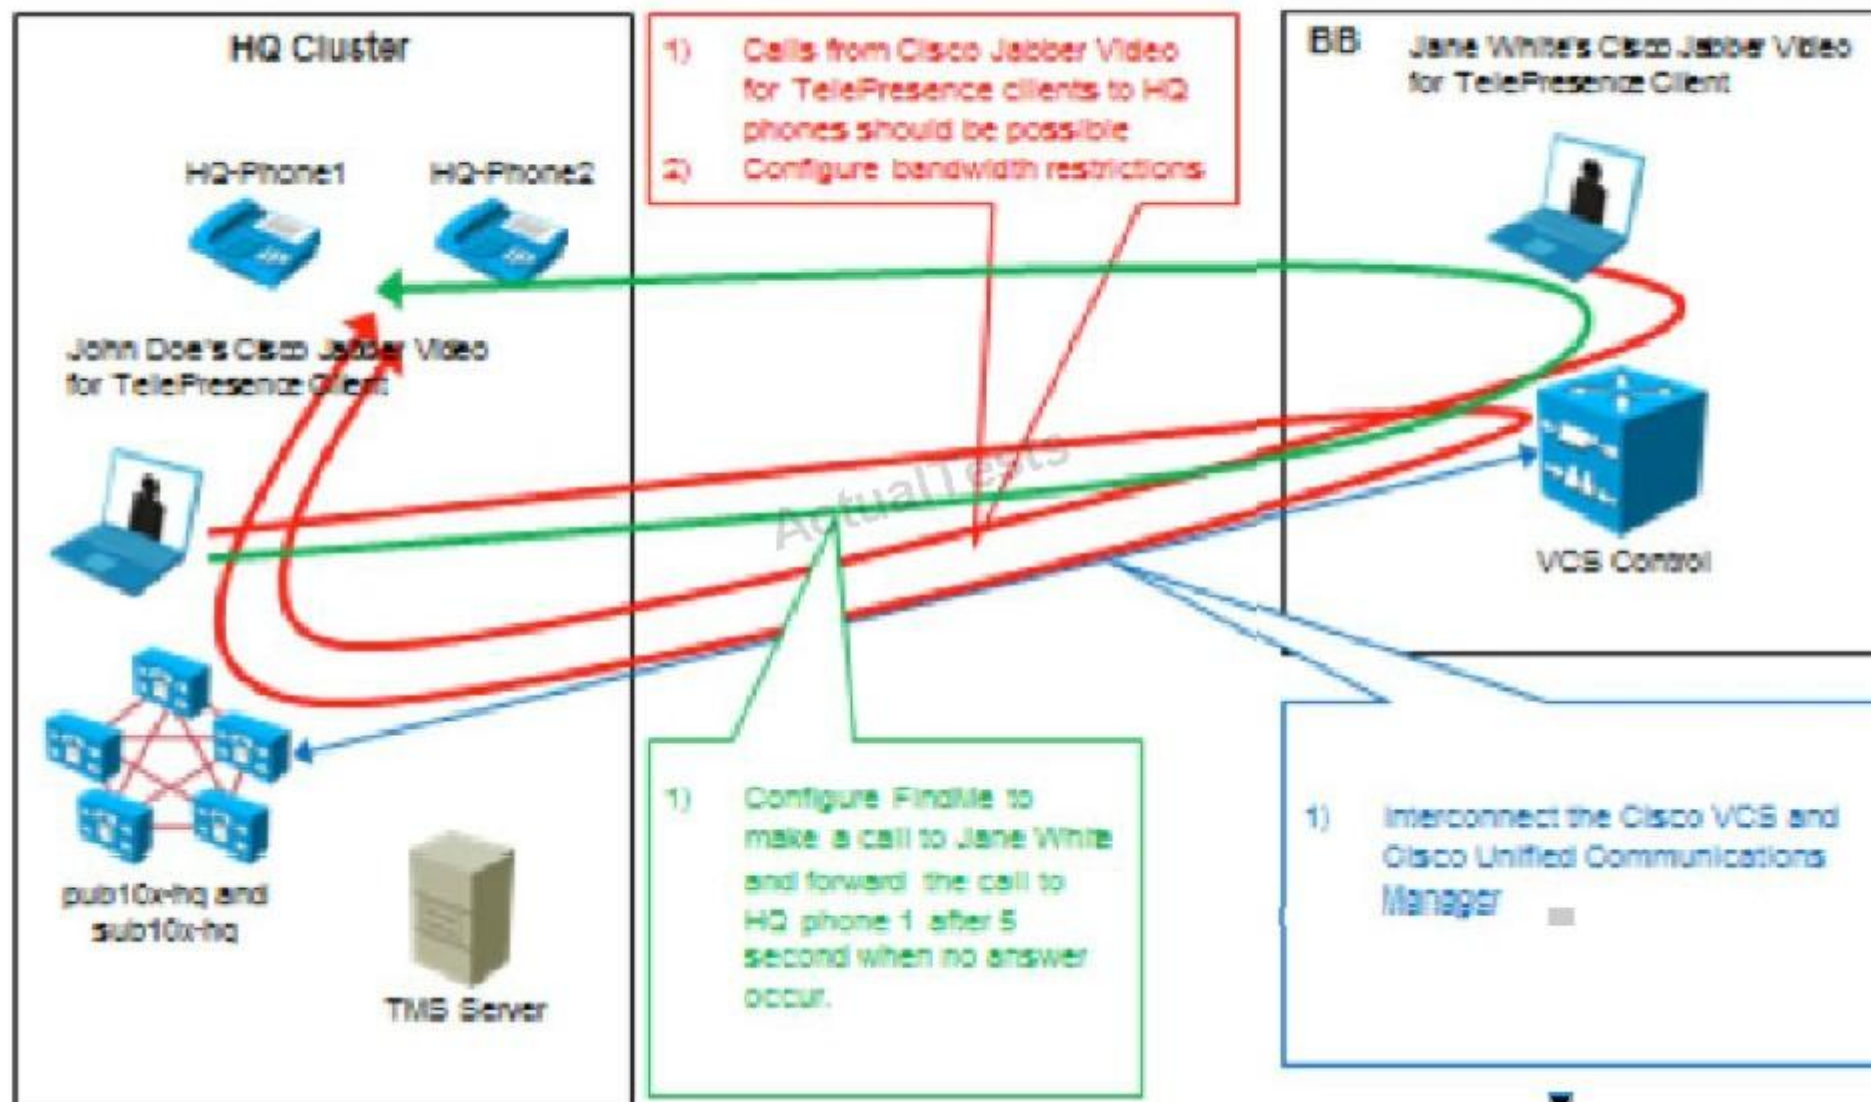 HQ Cluster
HQ-Phone1
HQ-Phone2
John Doe's Cisco Jabber Video
for TelePresence Client
pub10x-hq and
sub10x-hq
TMS Server
1) Calls from Cisco Jabber Video
for TelePresence clients to HQ
phones should be possible
2) Configure bandwidth restrictions
ActualTests
1) Configure FindMe to
make a call to Jane White
and forward the call to
HQ phone 1 after 5
second when no answer
occur.
BB
Jane White's Cisco Jabber Video
for TelePresence Client
VCS Control
1) Interconnect the Cisco VCS and
Cisco Unified Communications
Manager